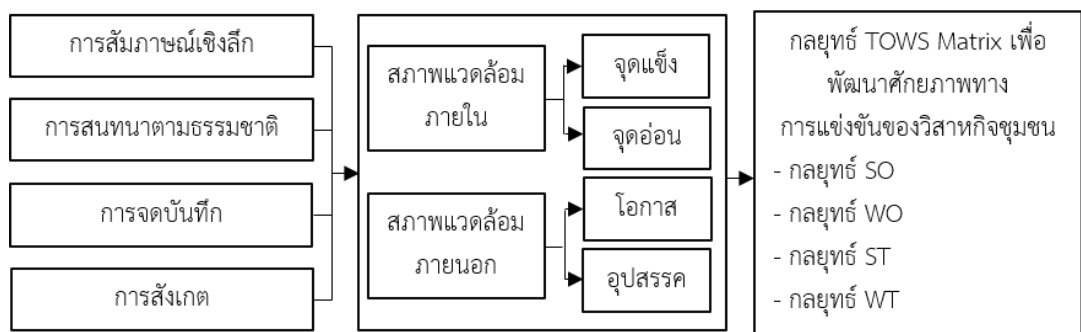 การสัมภาษณ์เชิงลึก
การสนทนาตามธรรมชาติ
การจดบันทึก
การสังเกต
สภาพแวดล้อม
ภายใน
จุดแข็ง
จุดอ่อน
สภาพแวดล้อม
ภายนอก
โอกาส
อุปสรรค
กลยุทธ์ TOWS Matrix เพื่อ
พัฒนาศักยภาพทาง
การแข่งขันของวิสาหกิจชุมชน
- กลยุทธ์ SO
- กลยุทธ์ WO
- กลยุทธ์ ST
- กลยุทธ์ WT